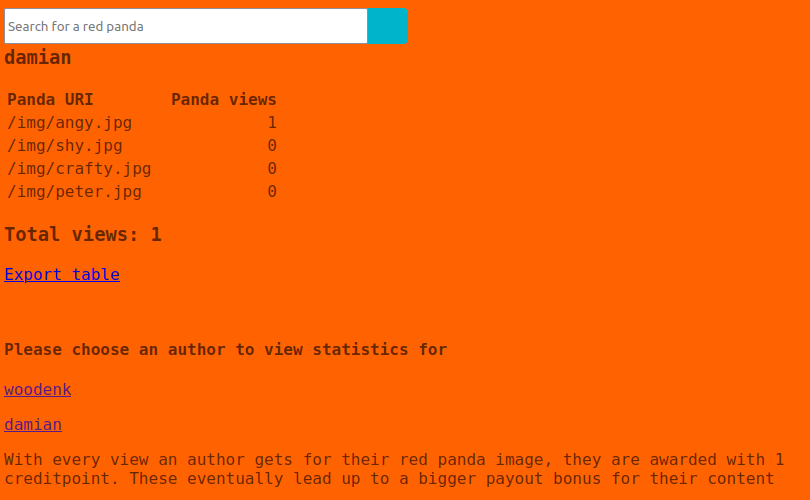 Search for a red panda
damian
Panda URI Panda views
/img/angy.jpg 1
/img/shy.jpg 0
/img/crafty.jpg 0
/img/peter.jpg 0
Total views: 1
Export table
Please choose an author to view statistics for
woodenk
damian
With every view an author gets for their red panda image, they are awarded with 1
creditpoint. These eventually lead up to a bigger payout bonus for their content